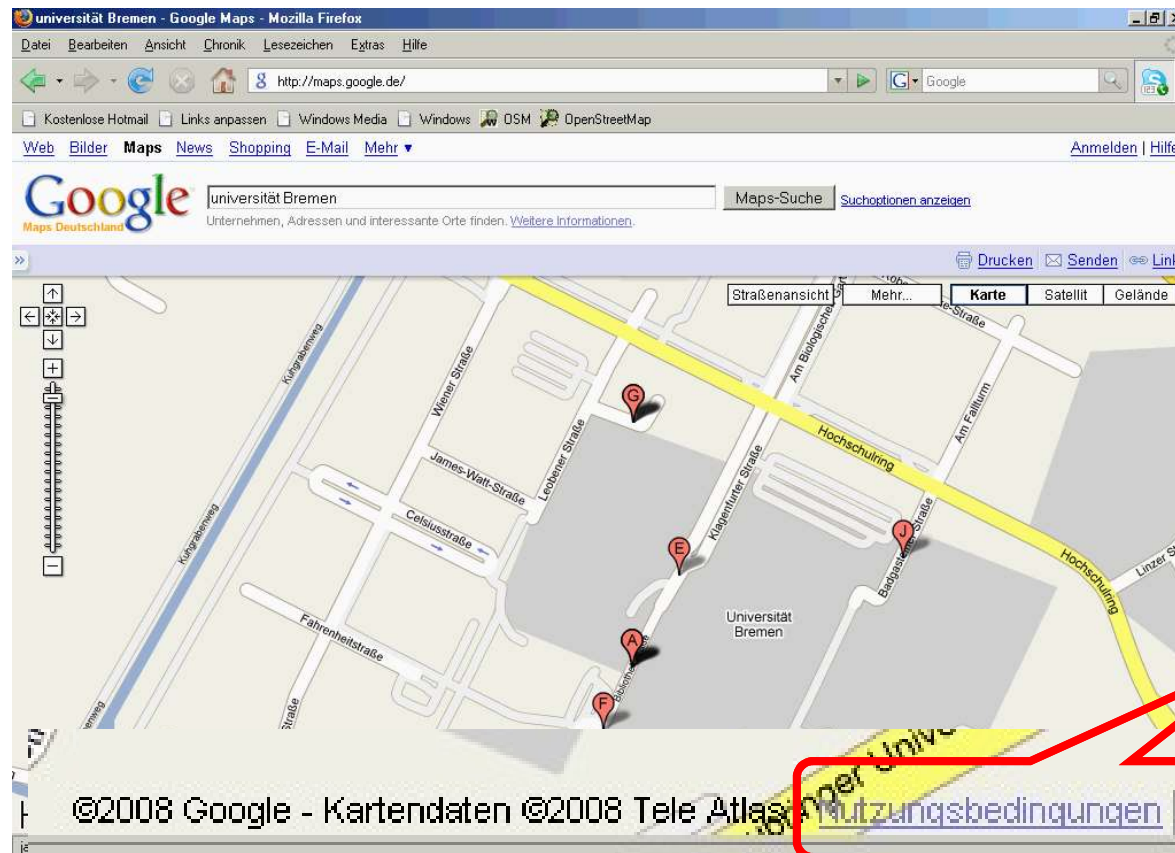 universität Bremen - Google Maps - Mozilla Firefox
Datei Bearbeiten Ansicht Chronik Lesezeichen Extras Hilfe
http://maps.google.de/ Google
Kostenlose Hotmail Links anpassen Windows Media Windows OSM OpenStreetMap
Web Bilder Maps News Shopping E-Mail Mehr ▼ Anmelden | Hilfe
Google
Maps Deutschland
universität Bremen Maps-Suche Suchoptionen anzeigen
Unternehmen, Adressen und interessante Orte finden. Weitere Informationen.
» Drucken Senden Link
Straßenansicht Mehr... Karte Satellit Gelände
Kuhgrabenweg
Wiener Straße
Am Biologischen
Am Fallturm
G
Hochschulring
James-Watt-Straße
Leobener Straße
Klagenfurter Straße
Celsiusstraße
Kuhgrabenweg
E
J
Badgasteiner Straße
Hochschulring
Linzer
Universität
Bremen
Fahrenheitstraße
A
F
Straße
©2008 Google - Kartendaten ©2008 Tele Atlas Nutzungsbedingungen